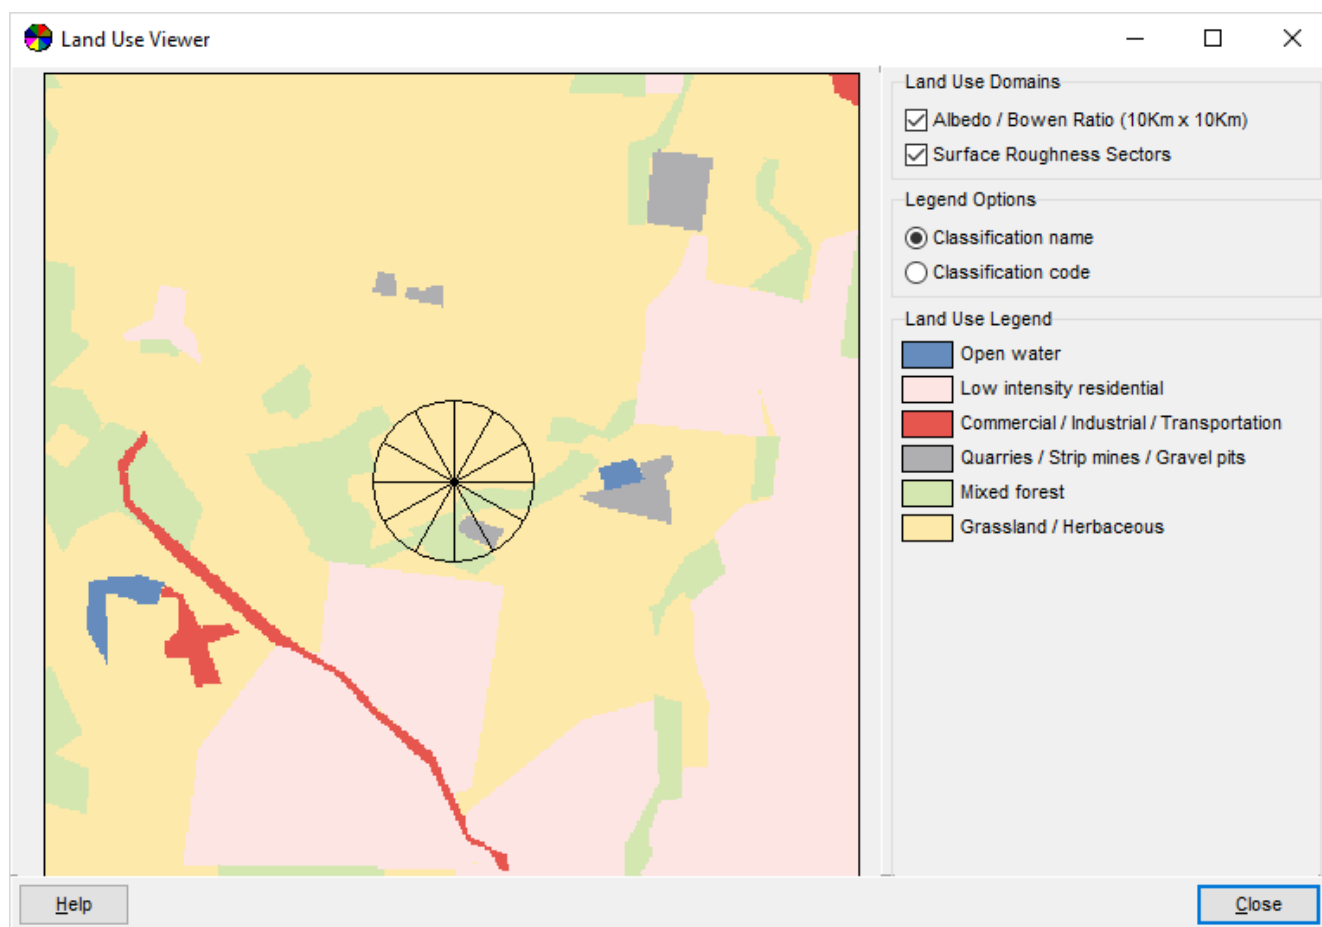 Land Use Viewer
Land Use Domains
Albedo / Bowen Ratio (10Km x 10Km)
Surface Roughness Sectors
Legend Options
Classification name
Classification code
Land Use Legend
Open water
Low intensity residential
Commercial / Industrial / Transportation
Quarries / Strip mines / Gravel pits
Mixed forest
Grassland / Herbaceous
Help
Close